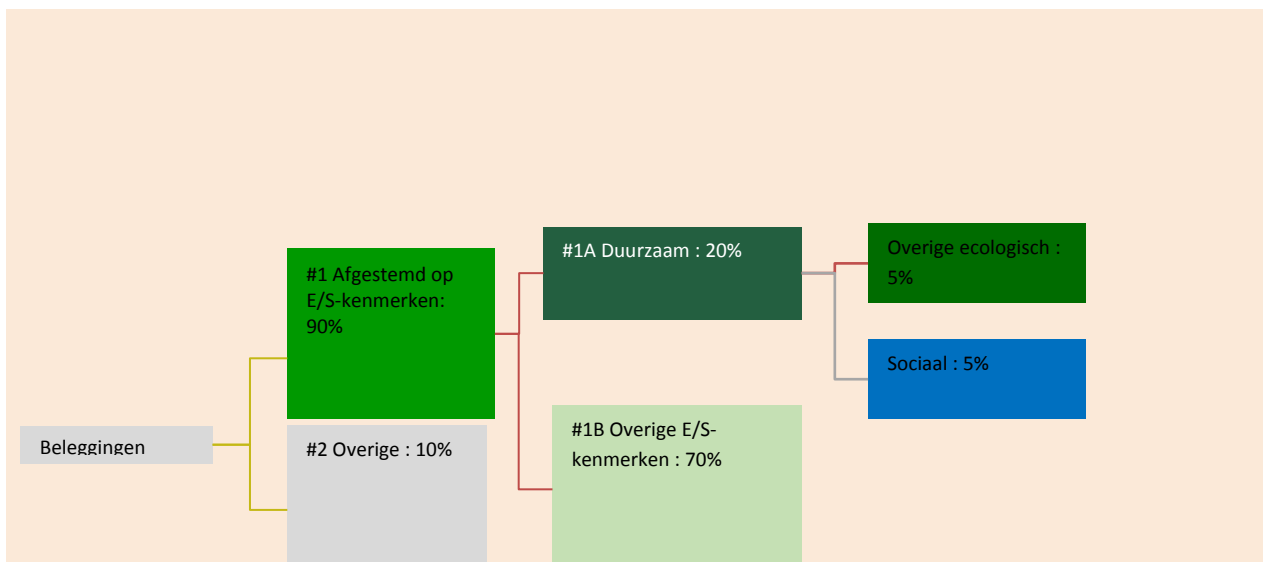 Beleggingen
#1 Afgestemd op
E/S-kenmerken:
90%
#2 Overige : 10%
#1A Duurzaam : 20%
#1B Overige E/S-
kenmerken : 70%
Overige ecologisch :
5%
Sociaal : 5%